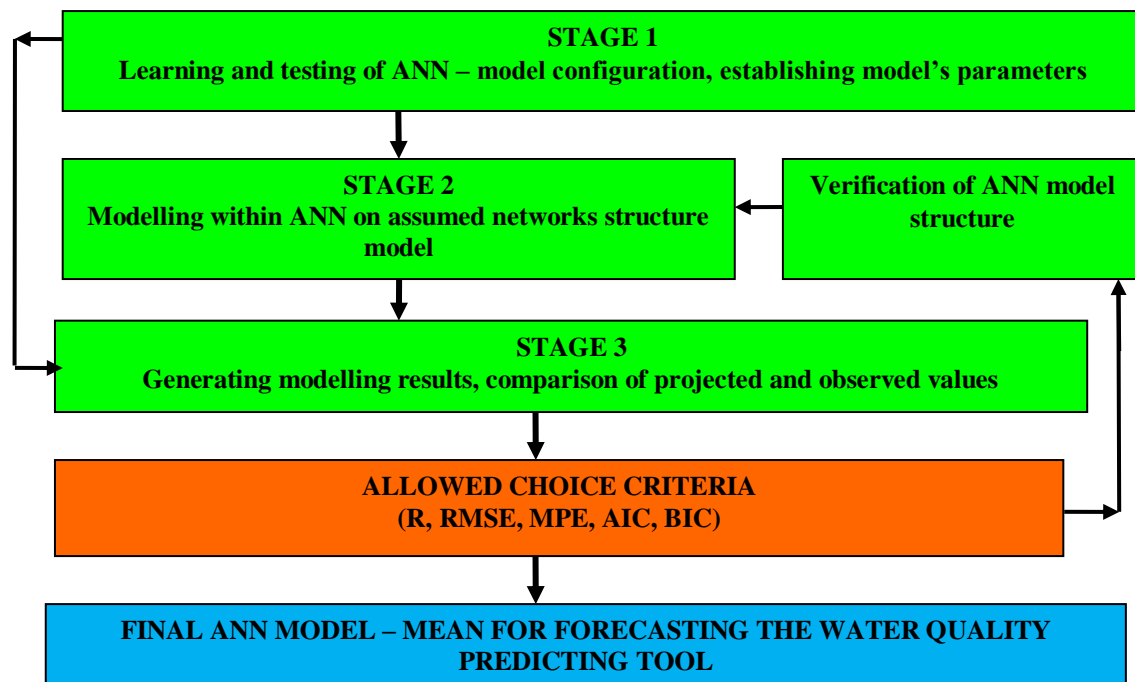 STAGE 1
Learning and testing of ANN – model configuration, establishing model's parameters
STAGE 2
Modelling within ANN on assumed networks structure
model
Verification of ANN model
structure
STAGE 3
Generating modelling results, comparison of projected and observed values
ALLOWED CHOICE CRITERIA
(R, RMSE, MPE, AIC, BIC)
FINAL ANN MODEL – MEAN FOR FORECASTING THE WATER QUALITY
PREDICTING TOOL